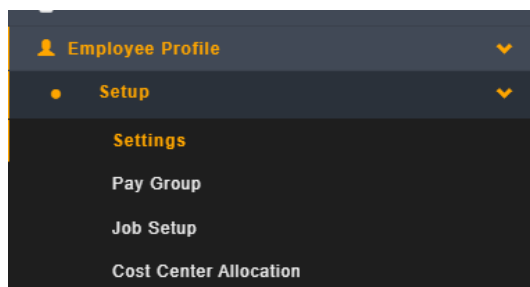 Employee Profile
Setup
Settings
Pay Group
Job Setup
Cost Center Allocation